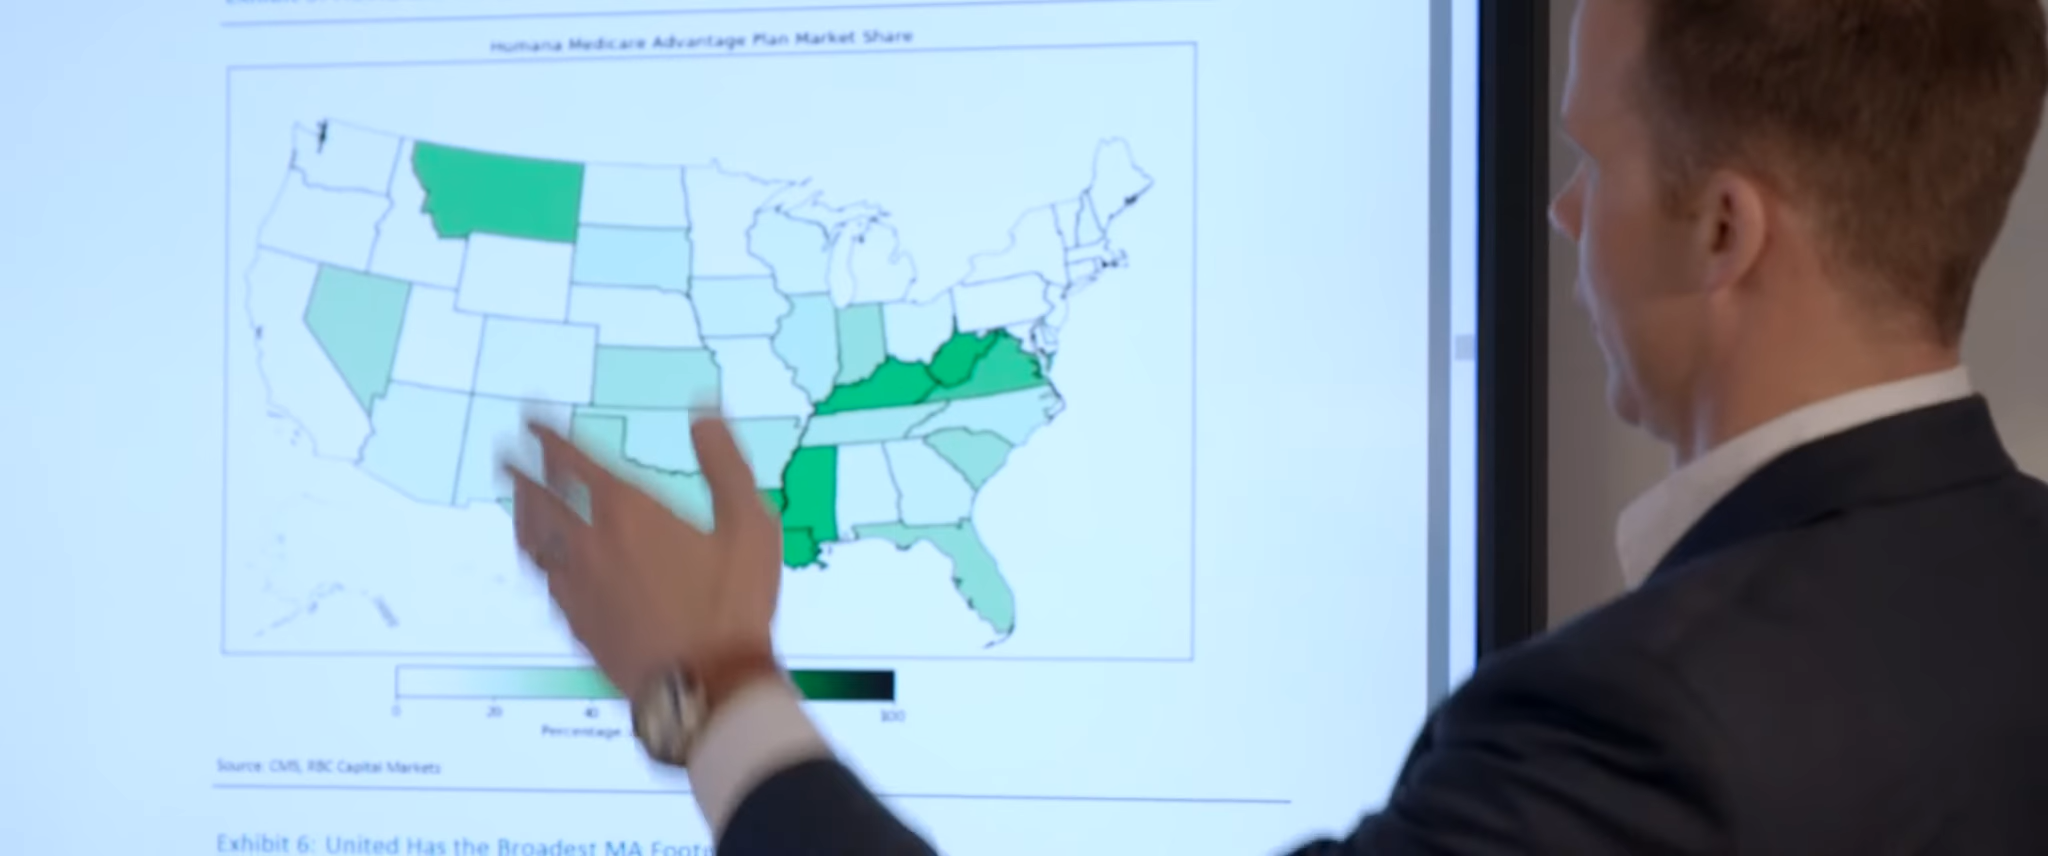 Humana Medicare Advantage Plan Market Share
0 20 40 100
Percentage
Source: CMS, RBC Capital Markets
Exhibit 6: United Has the Broadest MA